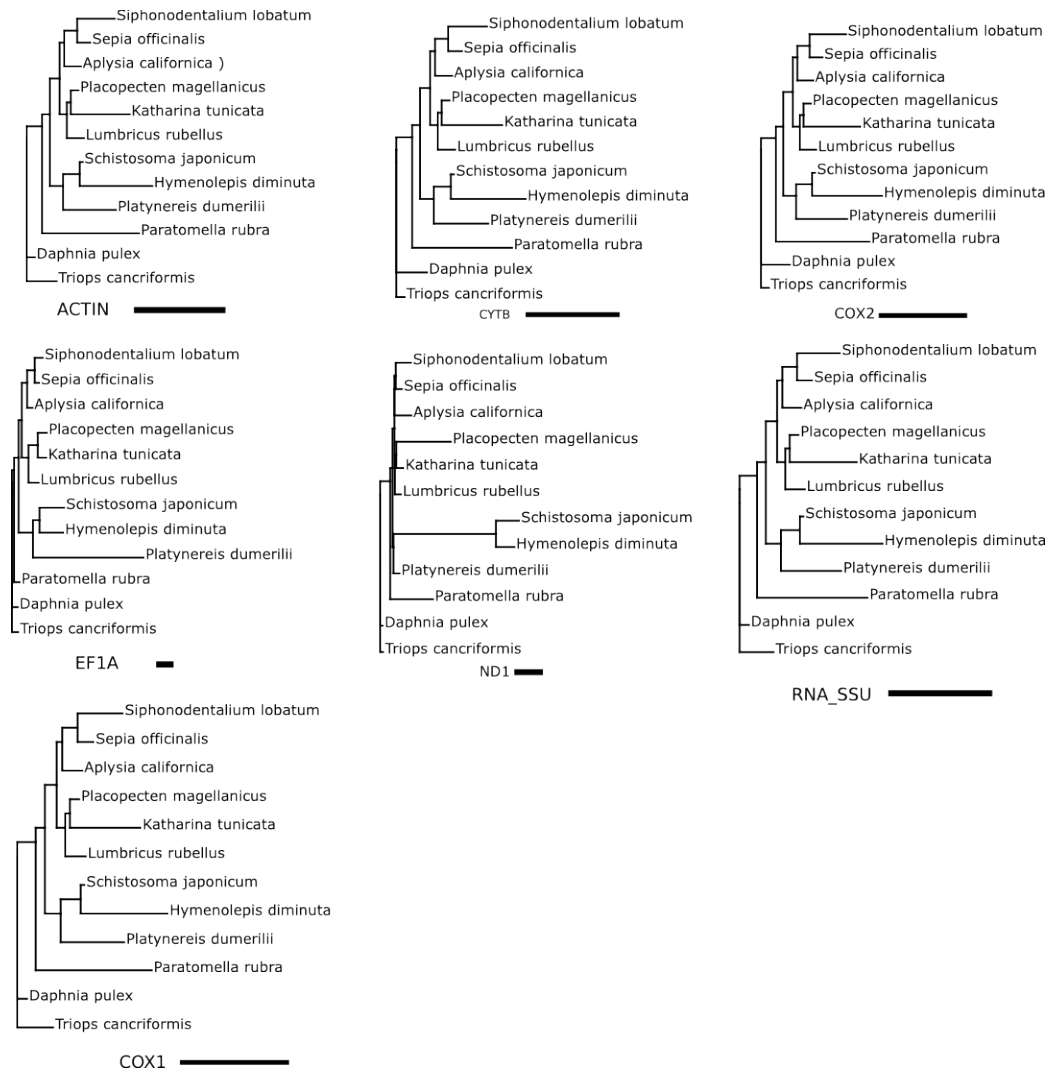 Siphonodentalium lobatum
Sepia officinalis
Aplysia californica )
Placopecten magellanicus
Katharina tunicata
Lumbricus rubellus
Schistosoma japonicum
Hymenolepis diminuta
Platynereis dumerilii
Paratomella rubra
Daphnia pulex
Triops cancriformis
ACTIN
Siphonodentalium lobatum
Sepia officinalis
Aplysia californica
Placopecten magellanicus
Katharina tunicata
Lumbricus rubellus
Schistosoma japonicum
Hymenolepis diminuta
Platynereis dumerilii
Paratomella rubra
Daphnia pulex
Triops cancriformis
CYTB
Siphonodentalium lobatum
Sepia officinalis
Aplysia californica
Placopecten magellanicus
Katharina tunicata
Lumbricus rubellus
Schistosoma japonicum
Hymenolepis diminuta
Platynereis dumerilii
Paratomella rubra
Daphnia pulex
Triops cancriformis
COX2
Siphonodentalium lobatum
Sepia officinalis
Aplysia californica
Placopecten magellanicus
Katharina tunicata
Lumbricus rubellus
Schistosoma japonicum
Hymenolepis diminuta
Platynereis dumerilii
Paratomella rubra
Daphnia pulex
Triops cancriformis
EF1A
Siphonodentalium lobatum
Sepia officinalis
Aplysia californica
Placopecten magellanicus
Katharina tunicata
Lumbricus rubellus
Schistosoma japonicum
Hymenolepis diminuta
Platynereis dumerilii
Paratomella rubra
Daphnia pulex
Triops cancriformis
ND1
Siphonodentalium lobatum
Sepia officinalis
Aplysia californica
Placopecten magellanicus
Katharina tunicata
Lumbricus rubellus
Schistosoma japonicum
Hymenolepis diminuta
Platynereis dumerilii
Paratomella rubra
Daphnia pulex
Triops cancriformis
RNA_SSU
Siphonodentalium lobatum
Sepia officinalis
Aplysia californica
Placopecten magellanicus
Katharina tunicata
Lumbricus rubellus
Schistosoma japonicum
Hymenolepis diminuta
Platynereis dumerilii
Paratomella rubra
Daphnia pulex
Triops cancriformis
COX1